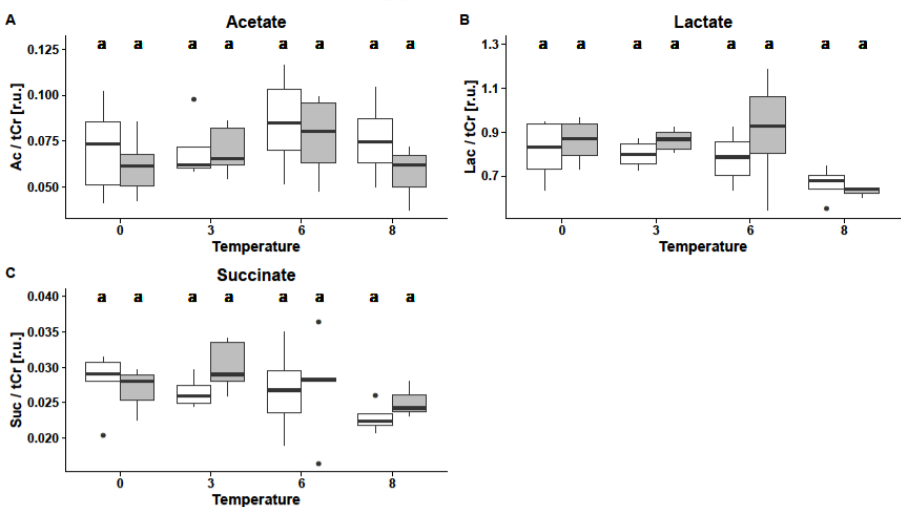 A Acetate
a a a a a a a a
0.125
0.100
0.075
0.050
Ac / tCr [r.u.]
0 3 6 8
Temperature
B Lactate
a a a a a a a a
1.3
1.1
0.9
0.7
Lac / tCr [r.u.]
0 3 6 8
Temperature
C Succinate
a a a a a a a a
0.040
0.035
0.030
0.025
0.020
Suc / tCr [r.u.]
0 3 6 8
Temperature